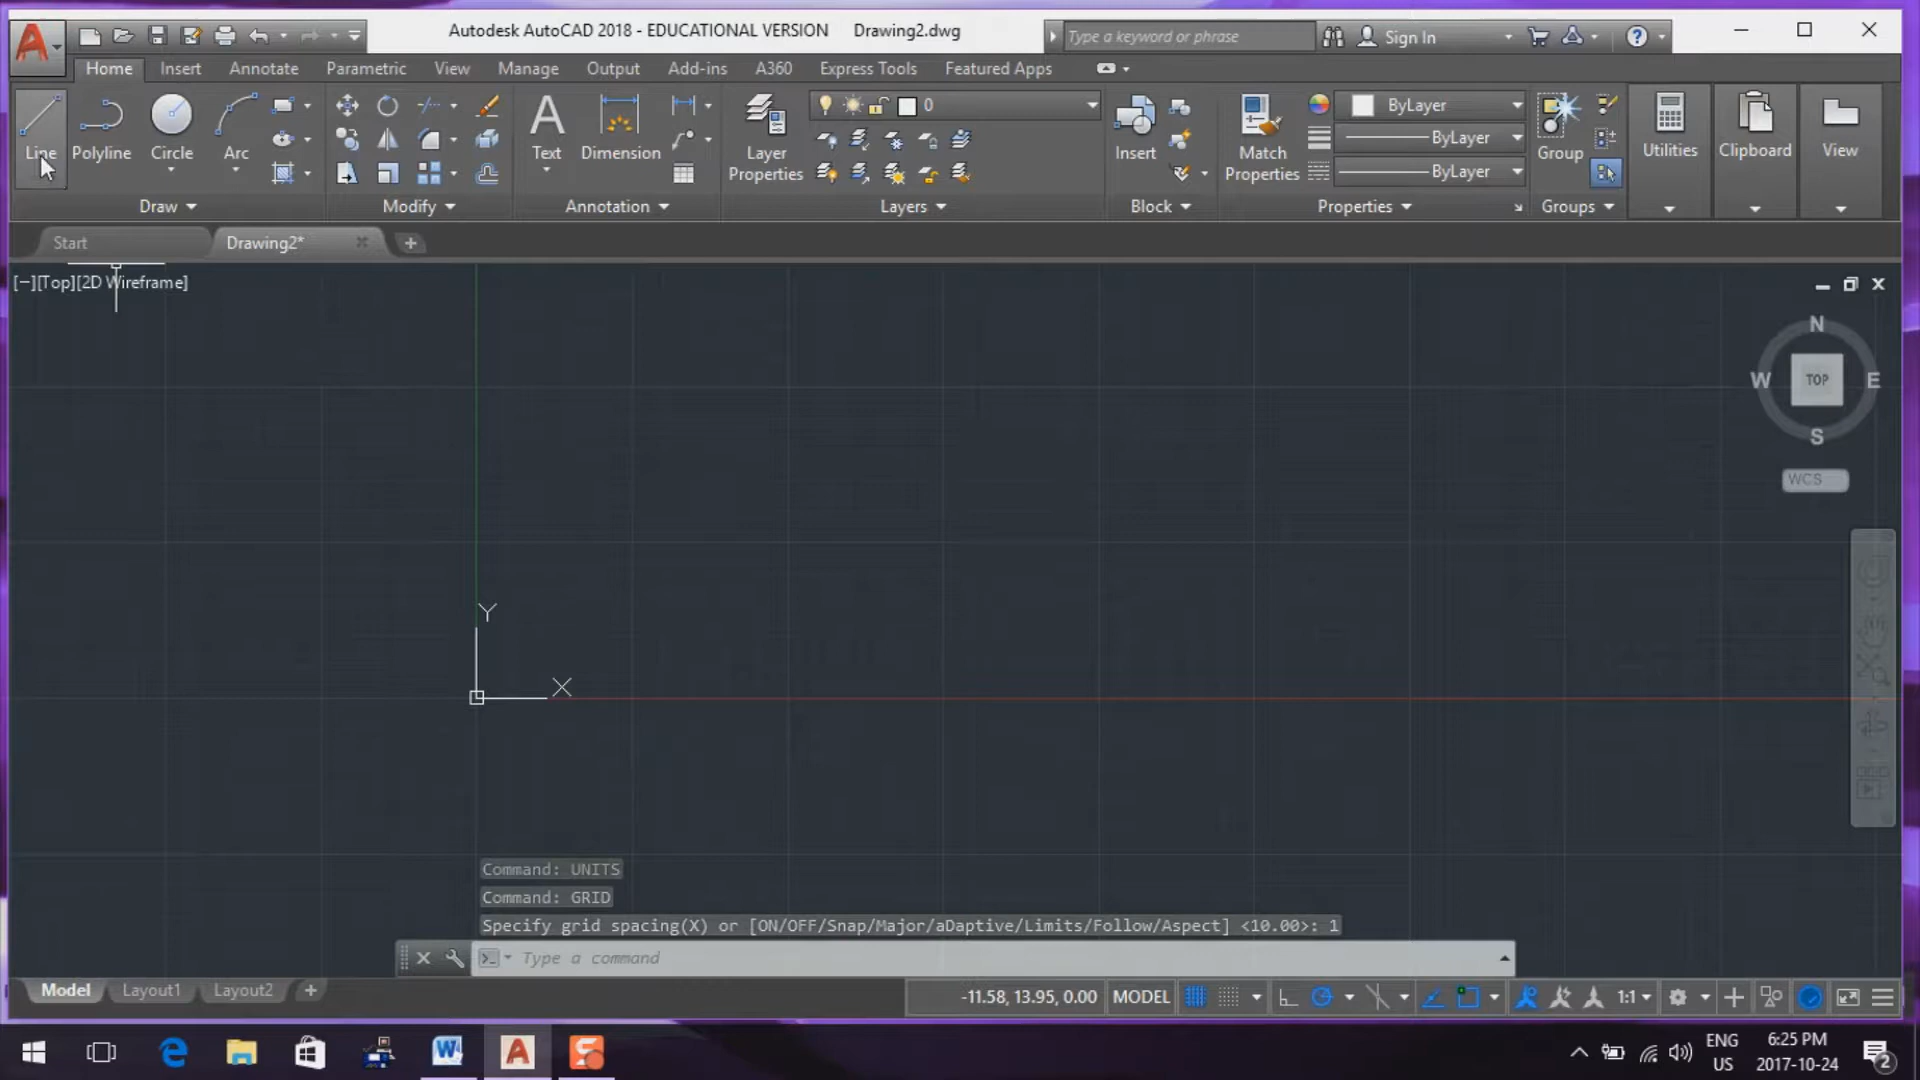 Autodesk AutoCAD 2018 - EDUCATIONAL VERSION Drawing2.dwg
Type a keyword or phrase
Sign In
Home Insert Annotate Parametric View Manage Output Add-ins A360 Express Tools Featured Apps
Line Polyline Circle Arc
Text Dimension
Layer Properties
0
Insert
Match Properties
ByLayer
ByLayer
ByLayer
Group
Utilities
Clipboard
View
Draw Modify Annotation Layers Block Properties Groups
Start Drawing2*
[−][Top][2D Wireframe]
N
W TOP E
S
WCS
Y
X
Command: UNITS
Command: GRID
Specify grid spacing(X) or [ON/OFF/Snap/Major/aDaptive/Limits/Follow/Aspect] <10.00>: 1
Type a command
Model Layout1 Layout2
-11.58, 13.95, 0.00 MODEL 1:1
ENG 6:25 PM
US 2017-10-24
2